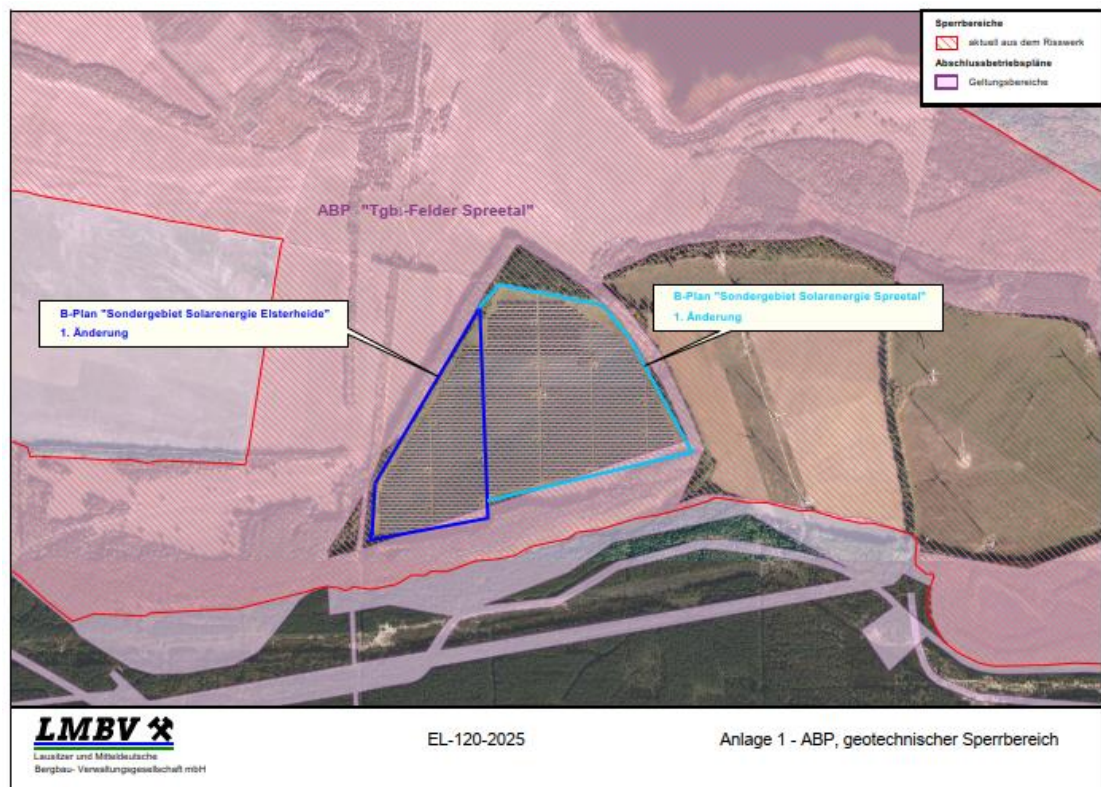 Sperrbereiche
aktuell aus dem Risswerk
Abschlussbetriebspläne
Geltungsbereiche
ABP "Tgb.-Felder Spreetal"
B-Plan "Sondergebiet Solarenergie Elsterheide"
1. Änderung
B-Plan "Sondergebiet Solarenergie Spreetal"
1. Änderung
LMBV
Lausitzer und Mitteldeutsche
Bergbau- Verwaltungsgesellschaft mbH
EL-120-2025
Anlage 1 - ABP, geotechnischer Sperrbereich